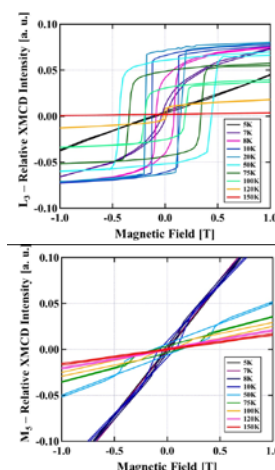 L₃ – Relative XMCD Intensity [a. u.]
0.10
0.05
0.00
-0.05
-0.10
-1.0 -0.5 0.0 0.5 1.0
Magnetic Field [T]
5K
7K
8K
10K
20K
50K
75K
100K
120K
150K
M₅ – Relative XMCD Intensity [a. u.]
0.10
0.05
0.00
-0.05
-0.10
-1.0 -0.5 0.0 0.5 1.0
Magnetic Field [T]
5K
7K
8K
10K
50K
75K
100K
120K
150K